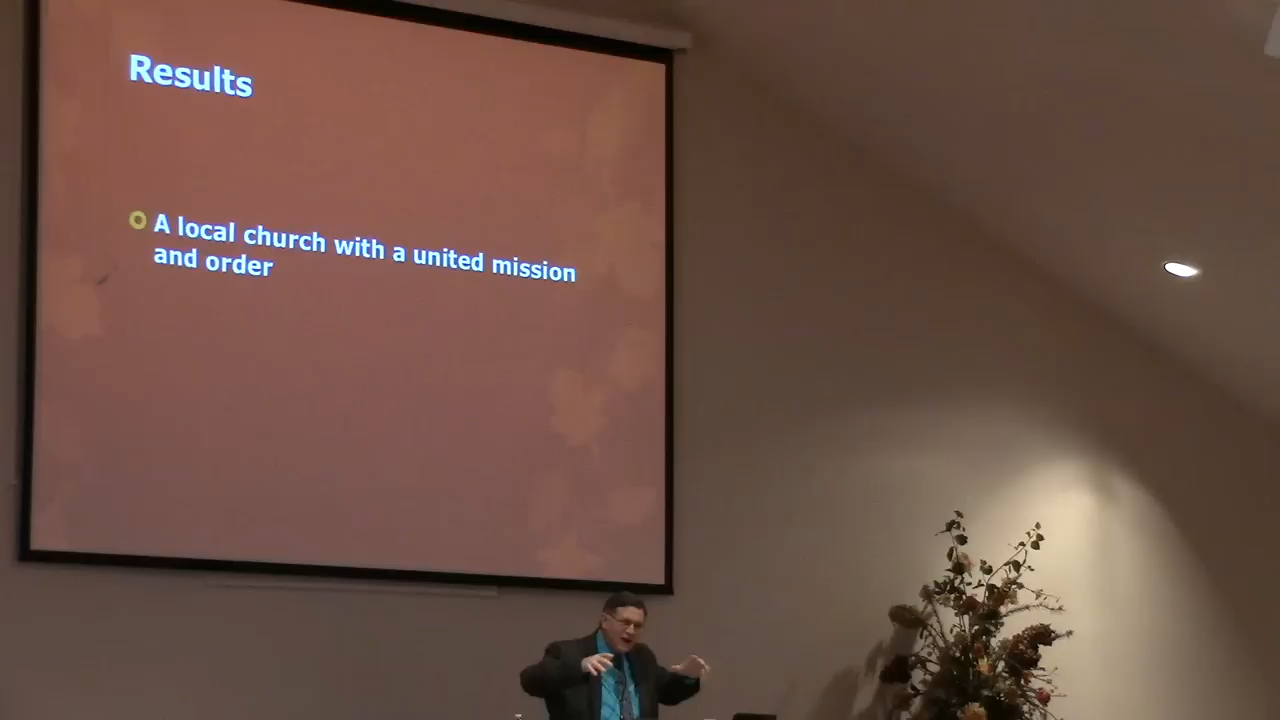 Results
A local church with a united mission
and order